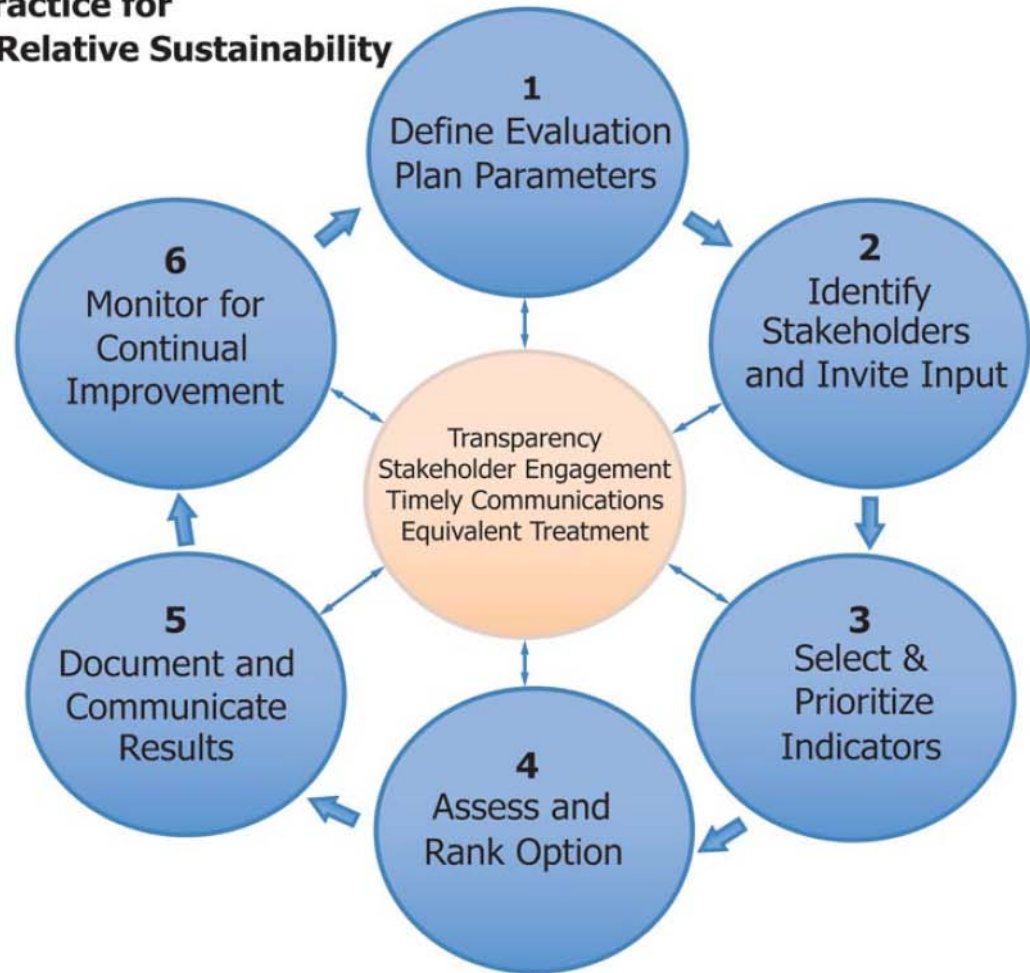 Relative Sustainability
1
Define Evaluation
Plan Parameters
2
Identify
Stakeholders
and Invite Input
3
Select &
Prioritize
Indicators
4
Assess and
Rank Option
5
Document and
Communicate
Results
6
Monitor for
Continual
Improvement
Transparency
Stakeholder Engagement
Timely Communications
Equivalent Treatment